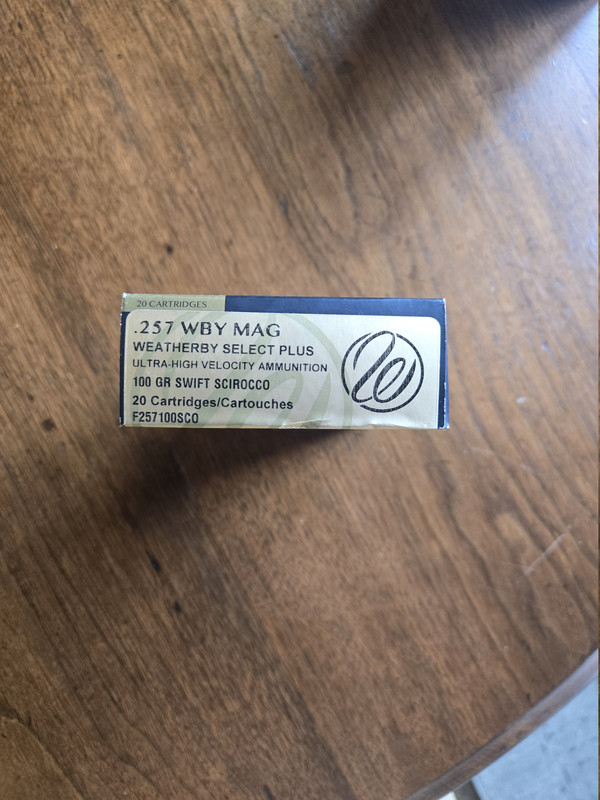 20 CARTRIDGES
.257 WBY MAG
WEATHERBY SELECT PLUS
ULTRA-HIGH VELOCITY AMMUNITION
100 GR SWIFT SCIROCCO
20 Cartridges/Cartouches
F257100SCO